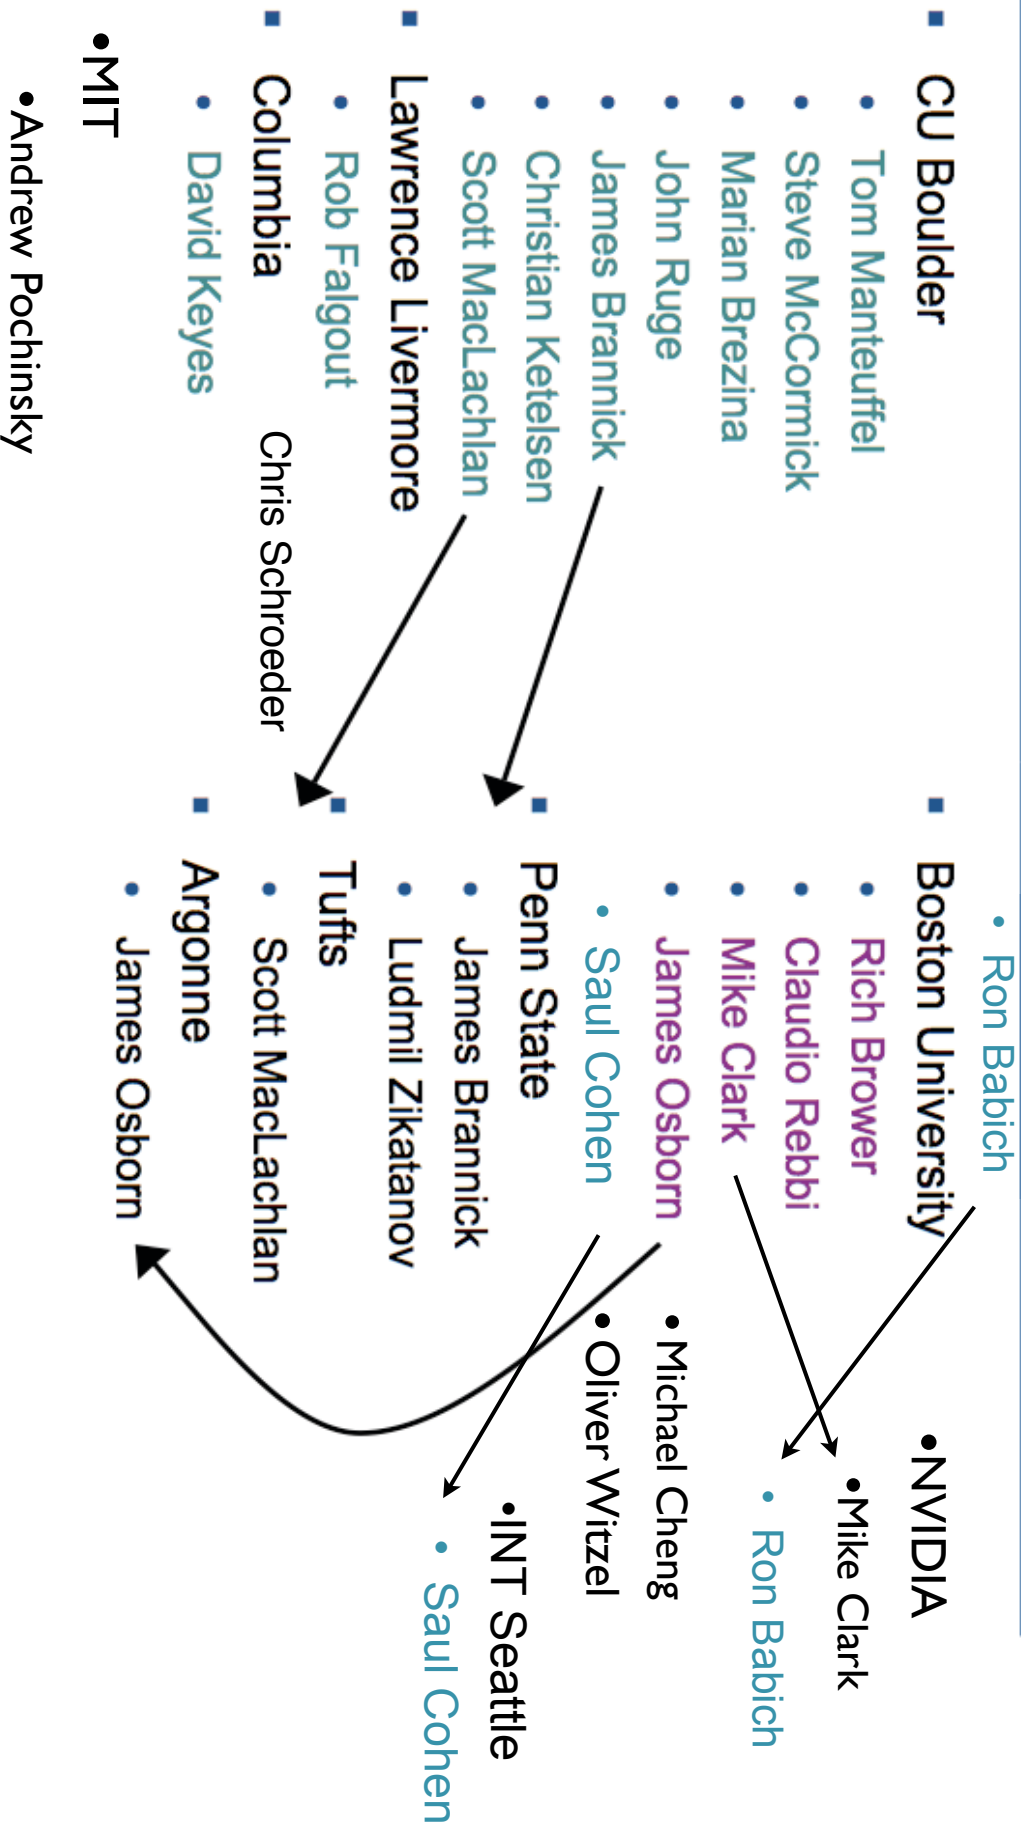 CU Boulder
Tom Manteuffel
Steve McCormick
Marian Brezina
John Ruge
James Brannick
Christian Ketelsen
Scott MacLachlan
Lawrence Livermore
Rob Falgout
Columbia
David Keyes
Chris Schroeder
•MIT
•Andrew Pochinsky
• Ron Babich
Boston University
Rich Brower
Claudio Rebbi
Mike Clark
James Osborn
• Saul Cohen
Penn State
James Brannick
Ludmil Zikatanov
Tufts
Scott MacLachlan
Argonne
James Osborn
• Michael Cheng
• Oliver Witzel
•NVIDIA
•Mike Clark
• Ron Babich
•INT Seattle
• Saul Cohen